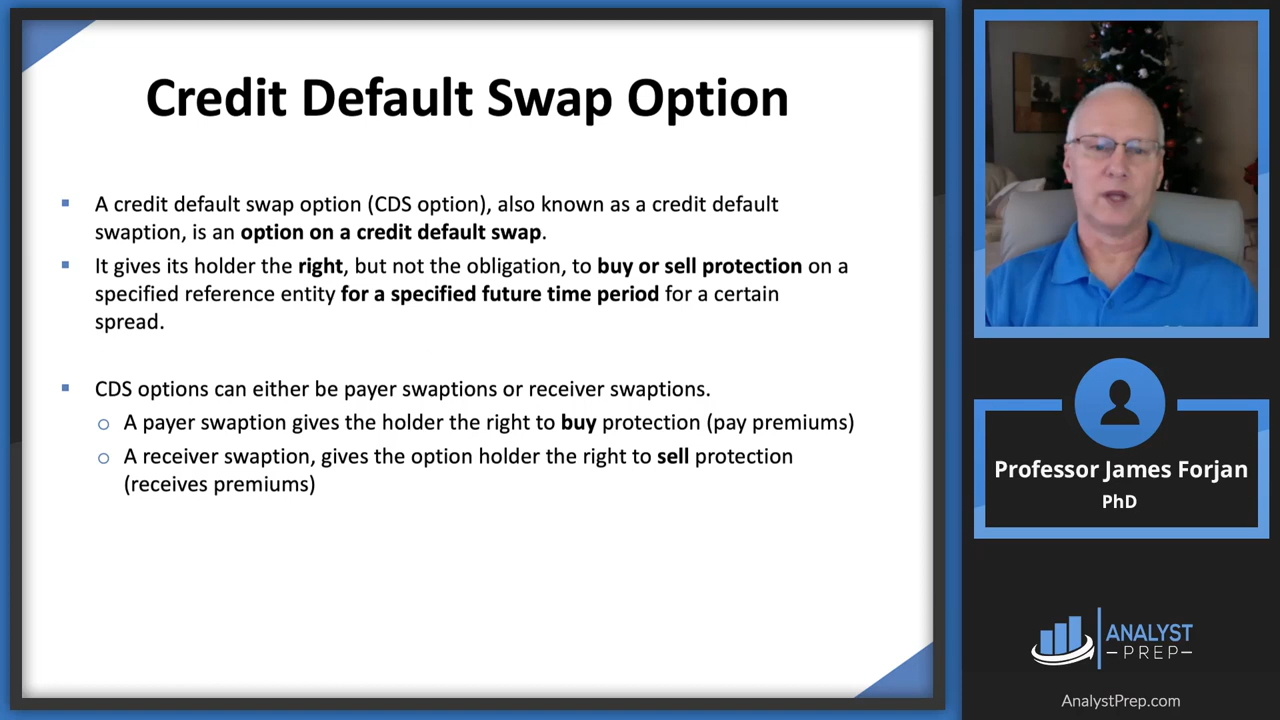 Credit Default Swap Option
▪ A credit default swap option (CDS option), also known as a credit default
swaption, is an option on a credit default swap.
▪ It gives its holder the right, but not the obligation, to buy or sell protection on a
specified reference entity for a specified future time period for a certain
spread.
▪ CDS options can either be payer swaptions or receiver swaptions.
○ A payer swaption gives the holder the right to buy protection (pay premiums)
○ A receiver swaption, gives the option holder the right to sell protection
(receives premiums)
Professor James Forjan
PhD
ANALYST
–PREP–
AnalystPrep.com